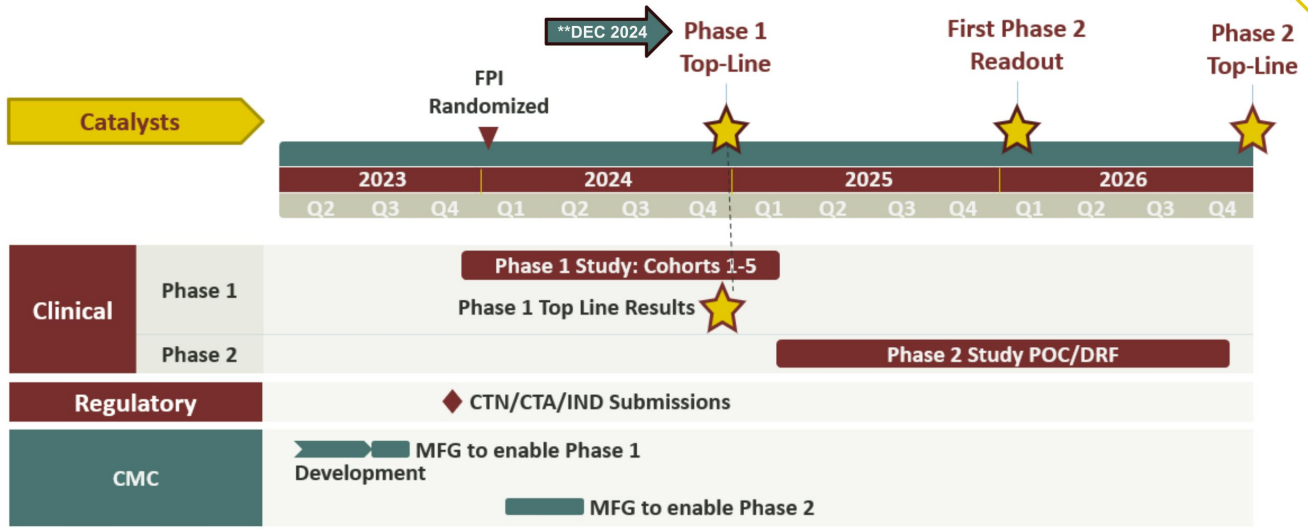 **DEC 2024
Phase 1
Top-Line
First Phase 2
Readout
Phase 2
Top-Line
FPI
Randomized
Catalysts
2023 2024 2025 2026
Q2 Q3 Q4 Q1 Q2 Q3 Q4 Q1 Q2 Q3 Q4 Q1 Q2 Q3 Q4
Clinical
Phase 1
Phase 1 Study: Cohorts 1-5
Phase 1 Top Line Results
Phase 2
Phase 2 Study POC/DRF
Regulatory
CTN/CTA/IND Submissions
CMC
MFG to enable Phase 1
Development
MFG to enable Phase 2